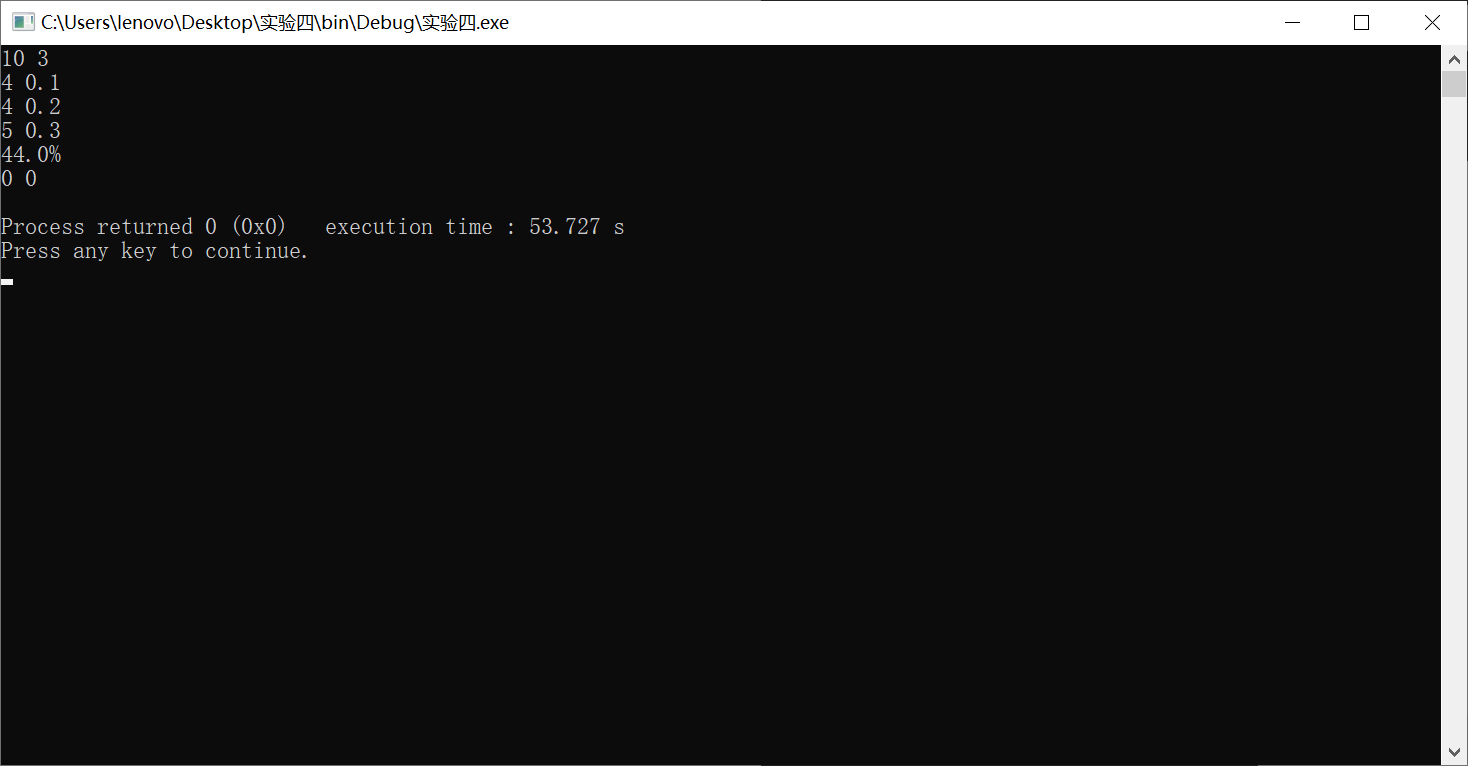 C:\Users\lenovo\Desktop\实验四\bin\Debug\实验四.exe
10 3
4 0.1
4 0.2
5 0.3
44.0%
0 0
Process returned 0 (0x0)   execution time : 53.727 s
Press any key to continue.